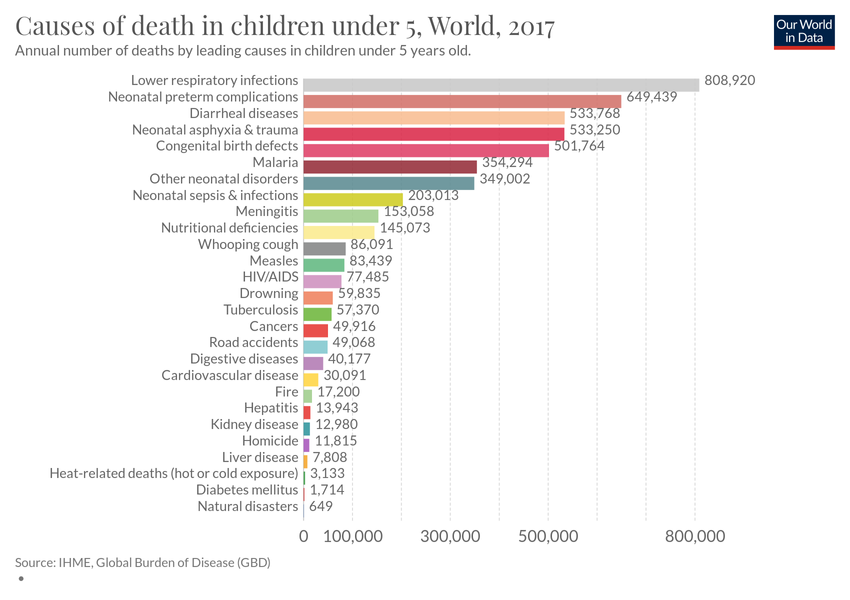 Causes of death in children under 5, World, 2017
Our World
in Data
Annual number of deaths by leading causes in children under 5 years old.
Lower respiratory infections 808,920
Neonatal preterm complications 649,439
Diarrheal diseases 533,768
Neonatal asphyxia & trauma 533,250
Congenital birth defects 501,764
Malaria 354,294
Other neonatal disorders 349,002
Neonatal sepsis & infections 203,013
Meningitis 153,058
Nutritional deficiencies 145,073
Whooping cough 86,091
Measles 83,439
HIV/AIDS 77,485
Drowning 59,835
Tuberculosis 57,370
Cancers 49,916
Road accidents 49,068
Digestive diseases 40,177
Cardiovascular disease 30,091
Fire 17,200
Hepatitis 13,943
Kidney disease 12,980
Homicide 11,815
Liver disease 7,808
Heat-related deaths (hot or cold exposure) 3,133
Diabetes mellitus 1,714
Natural disasters 649
0 100,000 300,000 500,000 800,000
Source: IHME, Global Burden of Disease (GBD)
•